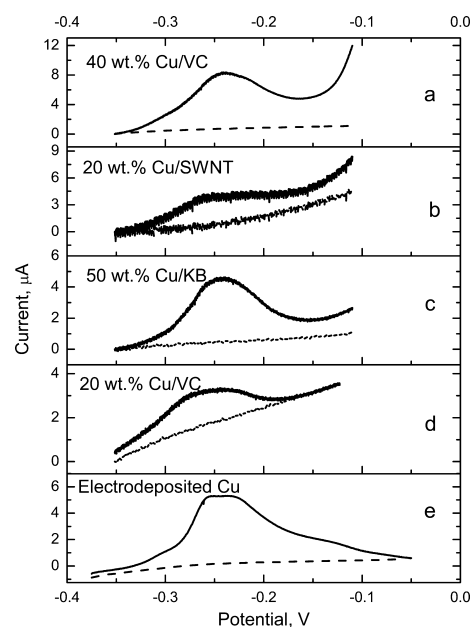 -0.4 -0.3 -0.2 -0.1 0.0
12
40 wt.% Cu/VC
8
a
4
0
9
20 wt.% Cu/SWNT
6
3
b
0
6
50 wt.% Cu/KB
4
c
2
0
4
20 wt.% Cu/VC
2
d
0
6
Electrodeposited Cu
e
4
2
0
Current, μA
-0.4 -0.3 -0.2 -0.1 0.0
Potential, V